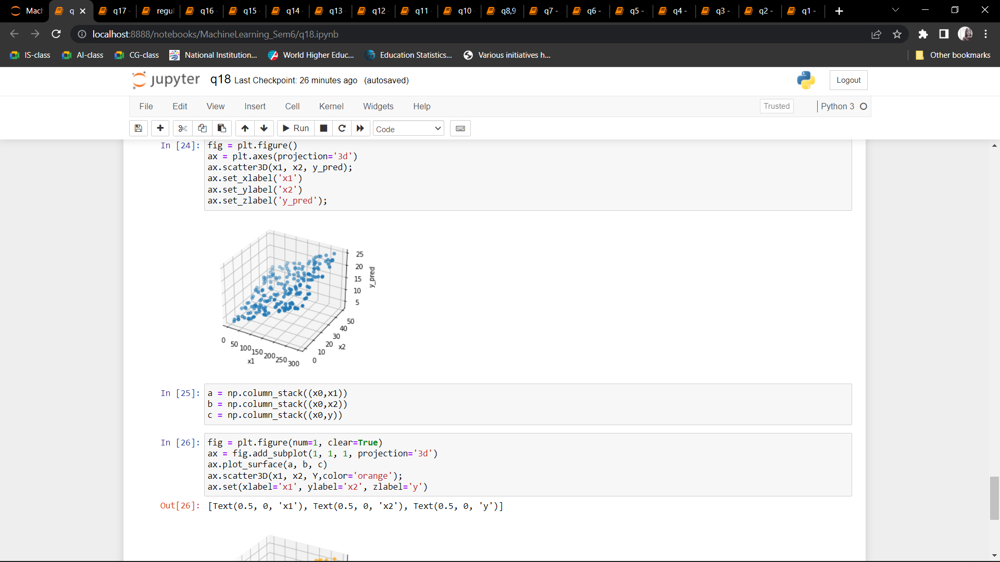 Mach q q17 - regul q16 - q15 - q14 - q13 - q12 - q11 - q10 - q8,9 q7 - q6 - q5 - q4 - q3 - q2 - q1 -
localhost:8888/notebooks/MachineLearning_Sem6/q18.ipynb
IS-class AI-class CG-class National Institution... World Higher Educ... Education Statistics... Various initiatives h... Other bookmarks
jupyter q18 Last Checkpoint: 26 minutes ago (autosaved) Logout
File Edit View Insert Cell Kernel Widgets Help Trusted Python 3
Run Code
In [24]: fig = plt.figure()
ax = plt.axes(projection='3d')
ax.scatter3D(x1, x2, y_pred);
ax.set_xlabel('x1')
ax.set_ylabel('x2')
ax.set_zlabel('y_pred');
25
20
15
10
5
y_pred
50
40
30
20
10
0
x2
0 50 100 150 200 250 300
x1
In [25]: a = np.column_stack((x0,x1))
b = np.column_stack((x0,x2))
c = np.column_stack((x0,y))
In [26]: fig = plt.figure(num=1, clear=True)
ax = fig.add_subplot(1, 1, 1, projection='3d')
ax.plot_surface(a, b, c)
ax.scatter3D(x1, x2, Y,color='orange');
ax.set(xlabel='x1', ylabel='x2', zlabel='y')
Out[26]: [Text(0.5, 0, 'x1'), Text(0.5, 0, 'x2'), Text(0.5, 0, 'y')]